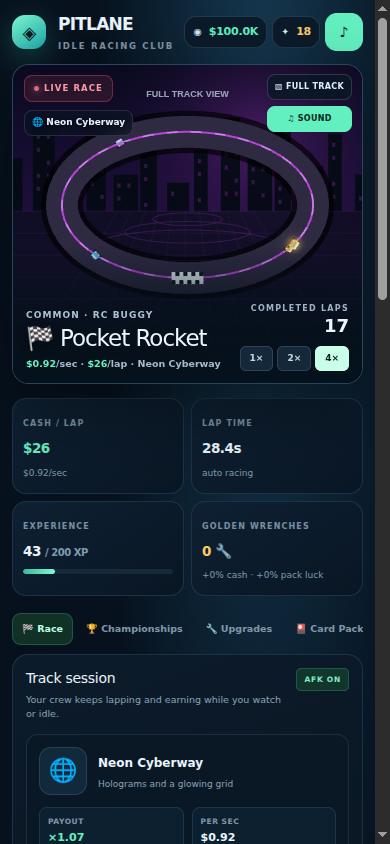 PITLANE
IDLE RACING CLUB
$100.0K
18
LIVE RACE
FULL TRACK VIEW
FULL TRACK
Neon Cyberway
SOUND
COMMON · RC BUGGY
Pocket Rocket
$0.92/sec · $26/lap · Neon Cyberway
COMPLETED LAPS
17
1× 2× 4×
CASH / LAP
$26
$0.92/sec
LAP TIME
28.4s
auto racing
EXPERIENCE
43 / 200 XP
GOLDEN WRENCHES
0
+0% cash · +0% pack luck
Race Championships Upgrades Card Pack
Track session
AFK ON
Your crew keeps lapping and earning while you watch
or idle.
Neon Cyberway
Holograms and a glowing grid
PAYOUT
×1.07
PER SEC
$0.92